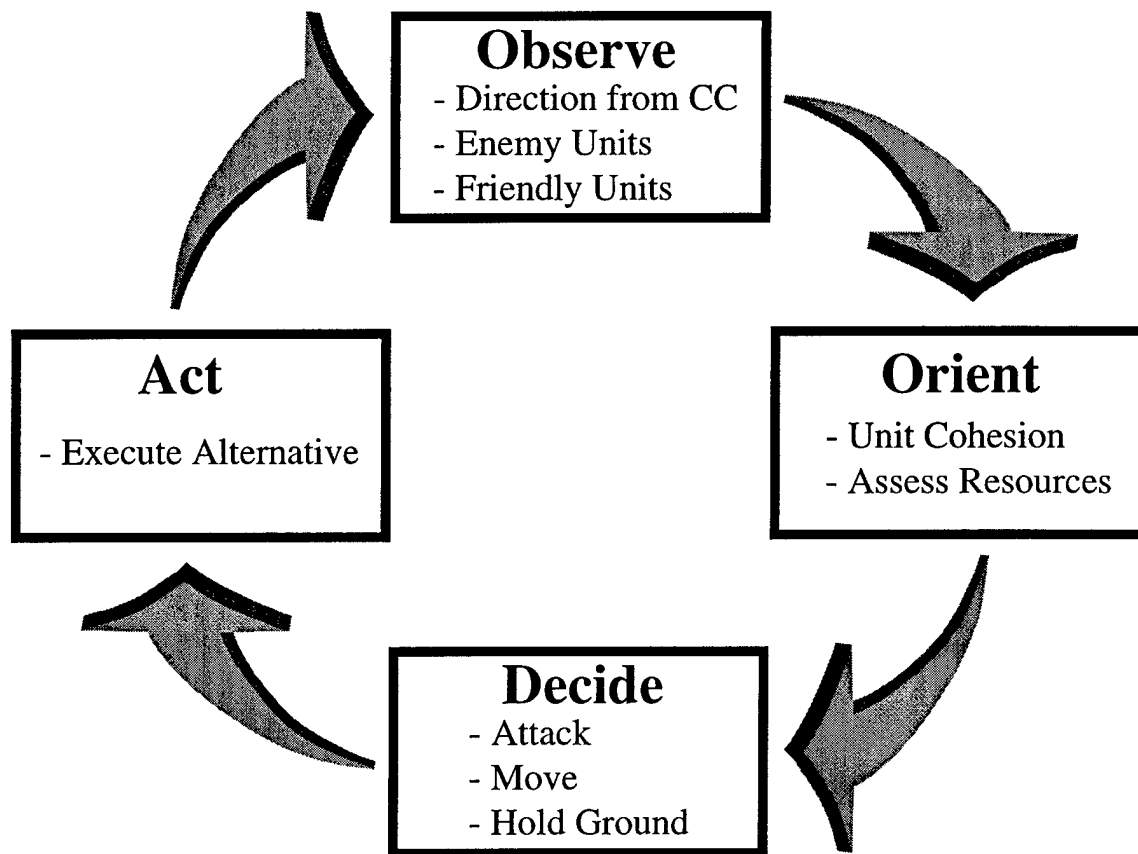 Observe
- Direction from CC
- Enemy Units
- Friendly Units
Orient
- Unit Cohesion
- Assess Resources
Decide
- Attack
- Move
- Hold Ground
Act
- Execute Alternative